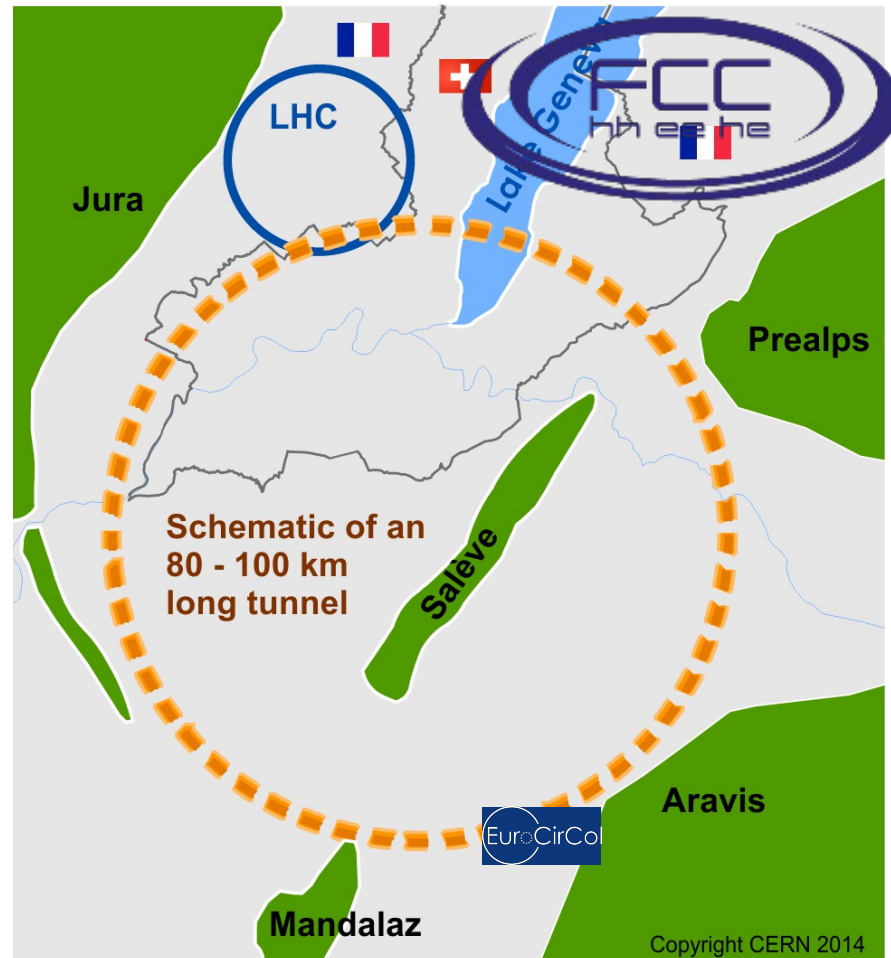 LHC
FCC
hh ee he
Lake Geneva
Jura
Prealps
Schematic of an
80 - 100 km
long tunnel
Salève
Aravis
EuroCirCol
Mandalaz
Copyright CERN 2014